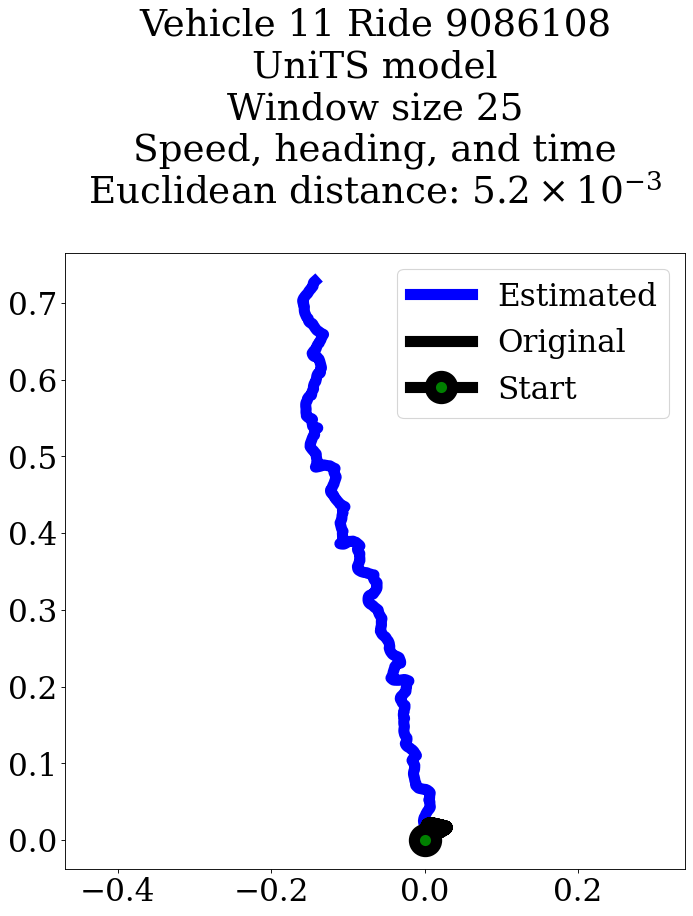 Vehicle 11 Ride 9086108
UniTS model
Window size 25
Speed, heading, and time
Euclidean distance: 5.2 × 10⁻³
Estimated
Original
Start
0.7
0.6
0.5
0.4
0.3
0.2
0.1
0.0
−0.4 −0.2 0.0 0.2